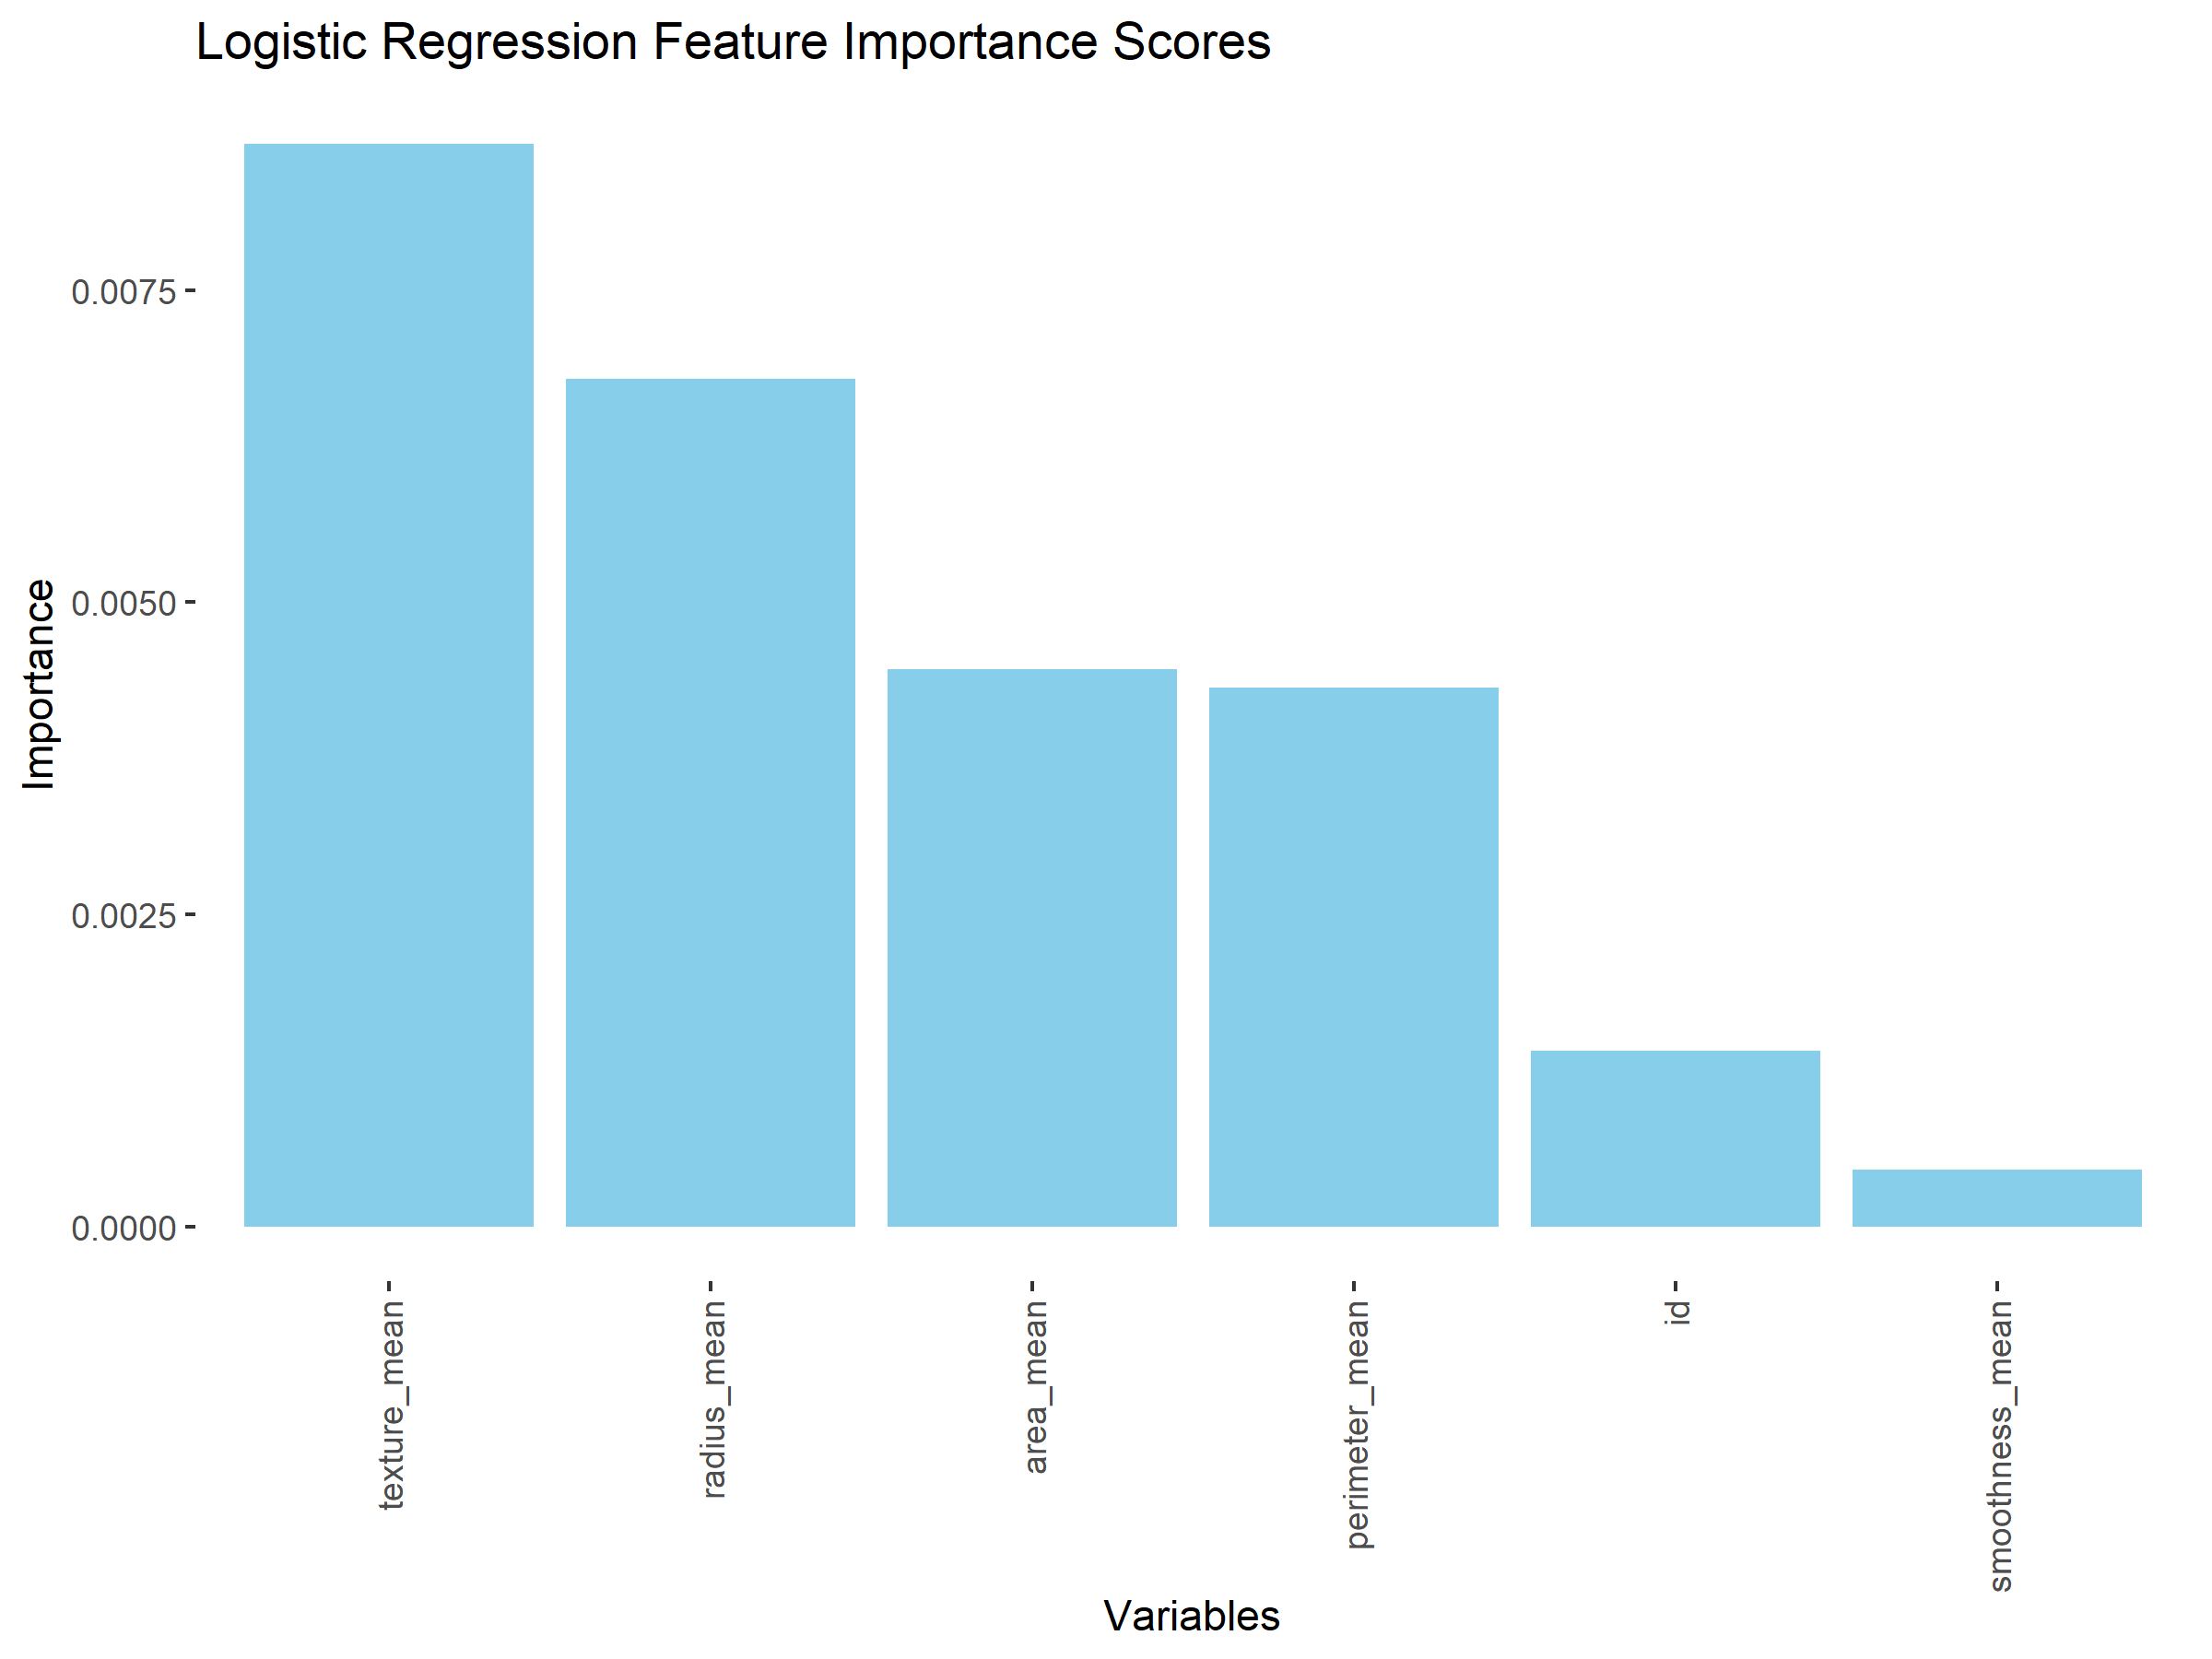 Logistic Regression Feature Importance Scores
Importance
0.0075
0.0050
0.0025
0.0000
texture_mean
radius_mean
area_mean
perimeter_mean
id
smoothness_mean
Variables